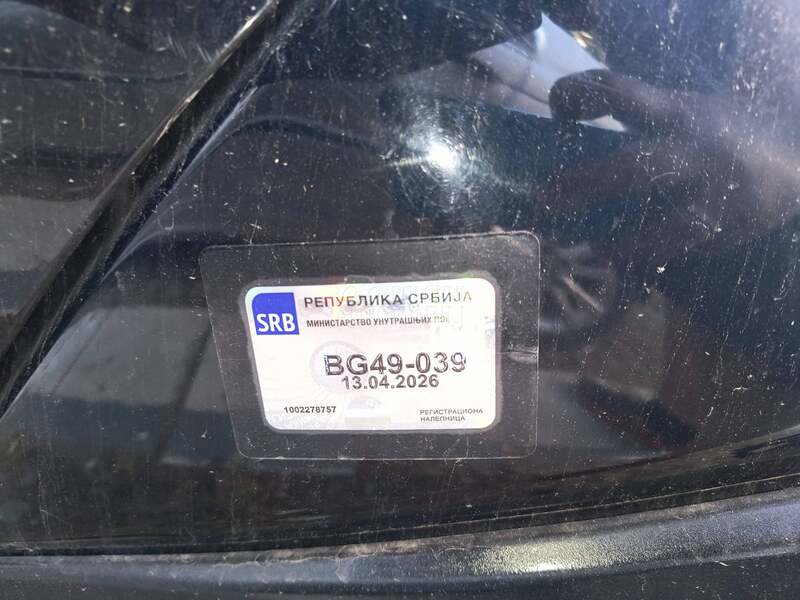 SRB
РЕПУБЛИКА СРБИЈА
МИНИСТАРСТВО УНУТРАШЊИХ
BG49-039
13.04.2026
1002278757
РЕГИСТРАЦИОНА
НАЛЕПНИЦА